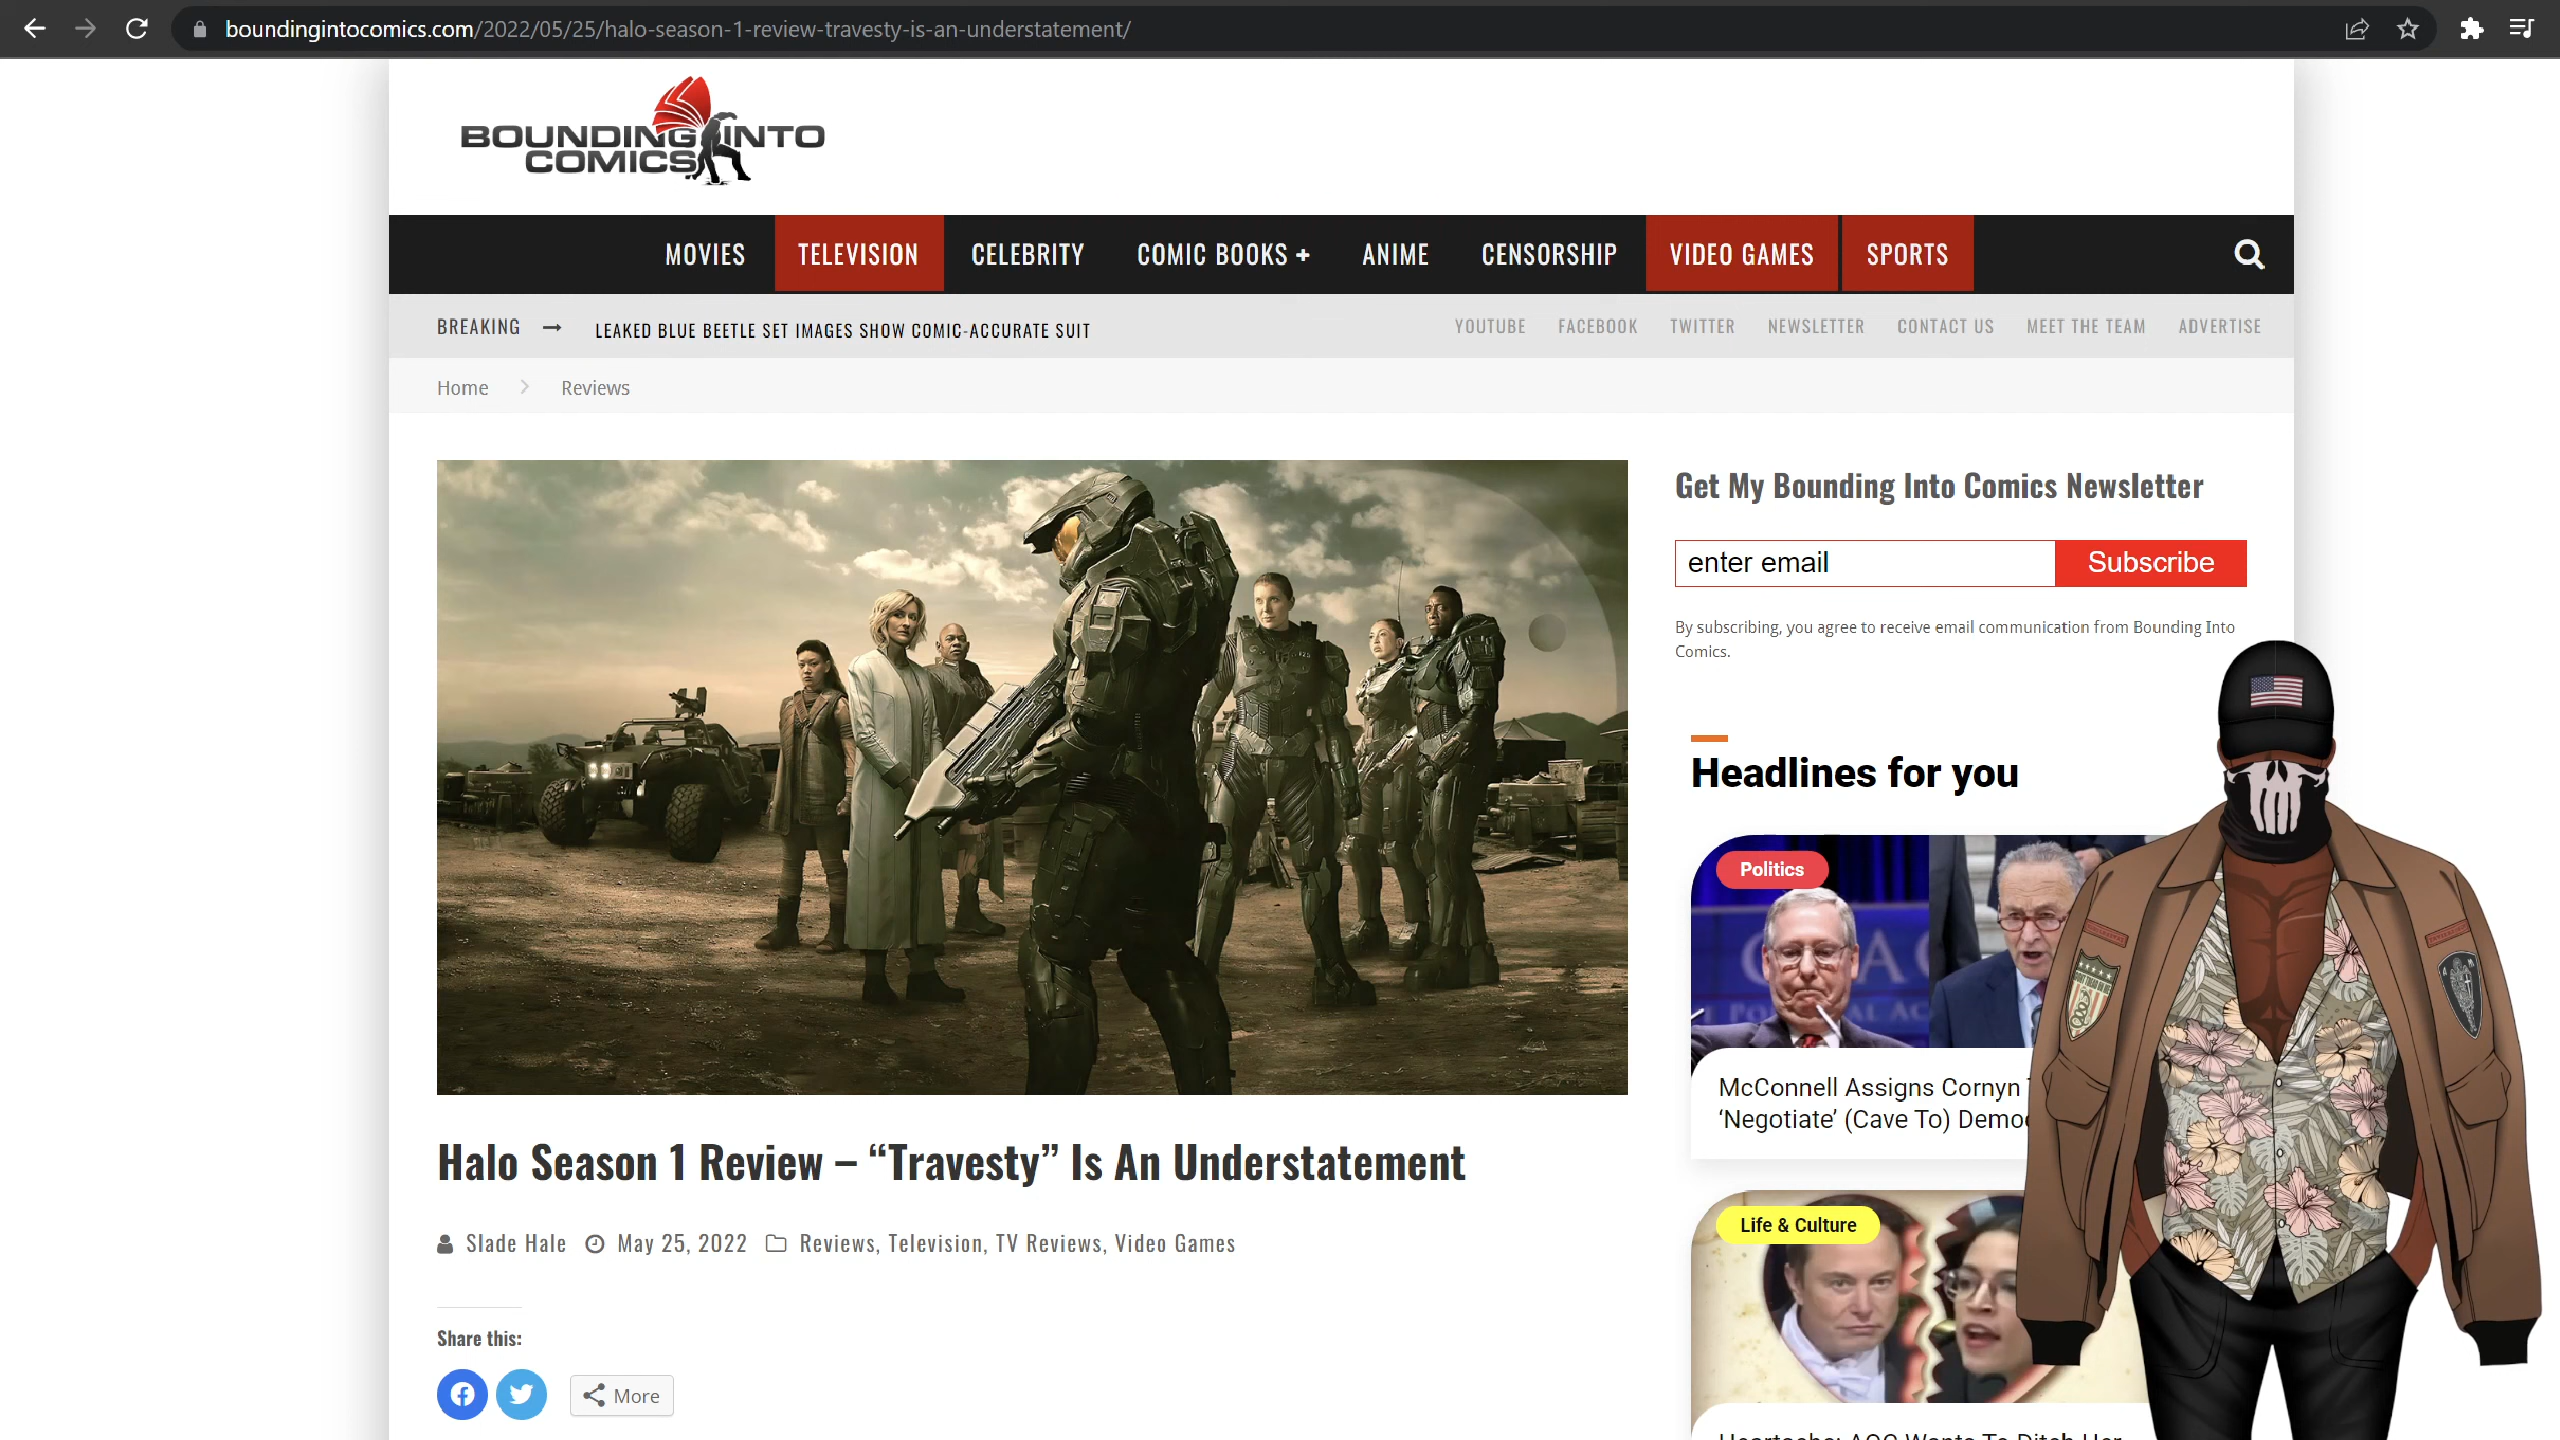 boundingintocomics.com/2022/05/25/halo-season-1-review-travesty-is-an-understatement/
BOUNDING INTO
COMICS
MOVIES TELEVISION CELEBRITY COMIC BOOKS + ANIME CENSORSHIP VIDEO GAMES SPORTS
BREAKING → LEAKED BLUE BEETLE SET IMAGES SHOW COMIC-ACCURATE SUIT YOUTUBE FACEBOOK TWITTER NEWSLETTER CONTACT US MEET THE TEAM ADVERTISE
Home > Reviews
Get My Bounding Into Comics Newsletter
enter email Subscribe
By subscribing, you agree to receive email communication from Bounding Into
Comics.
Headlines for you
Politics
McConnell Assigns Cornyn
‘Negotiate’ (Cave To)
Life & Culture
Halo Season 1 Review – “Travesty” Is An Understatement
Slade Hale May 25, 2022 Reviews, Television, TV Reviews, Video Games
Share this:
More